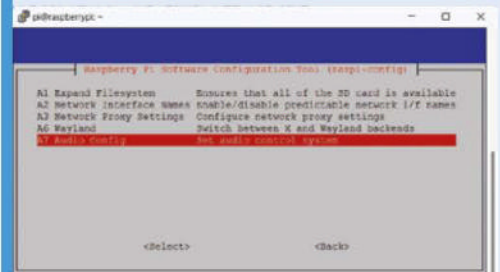 pi@raspberrypi: ~
Raspberry Pi Software Configuration Tool (raspi-config)
A1 Expand Filesystem Ensures that all of the SD card is available
A2 Network Interface Names Enable/disable predictable network i/f names
A3 Network Proxy Settings Configure network proxy settings
A6 Wayland Switch between X and Wayland backends
A7 Audio Config Set audio control system
<Select> <Back>